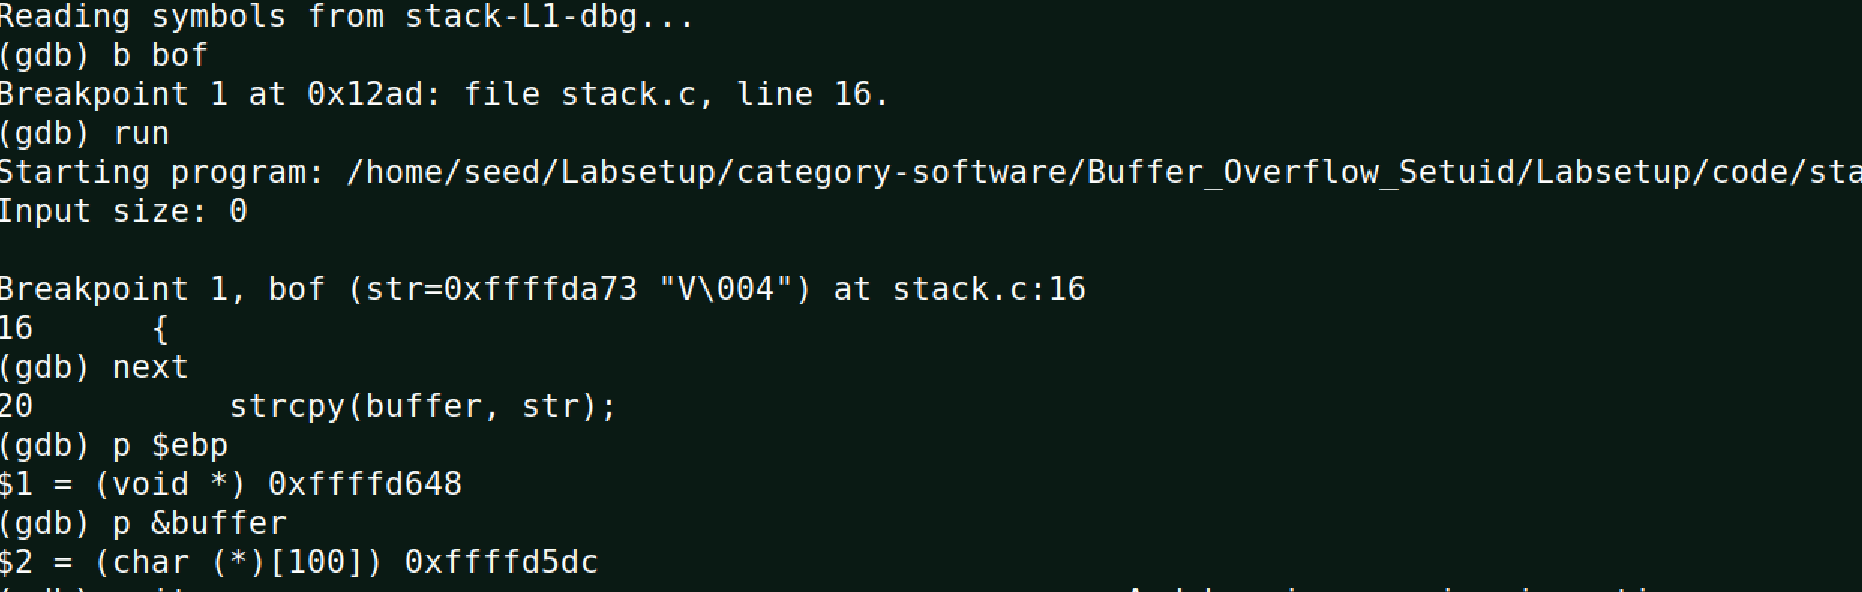 Reading symbols from stack-L1-dbg...
(gdb) b bof
Breakpoint 1 at 0x12ad: file stack.c, line 16.
(gdb) run
Starting program: /home/seed/Labsetup/category-software/Buffer_Overflow_Setuid/Labsetup/code/sta
Input size: 0
Breakpoint 1, bof (str=0xffffda73 "V\004") at stack.c:16
16 {
(gdb) next
20 strcpy(buffer, str);
(gdb) p $ebp
$1 = (void *) 0xffffd648
(gdb) p &buffer
$2 = (char (*)[100]) 0xffffd5dc